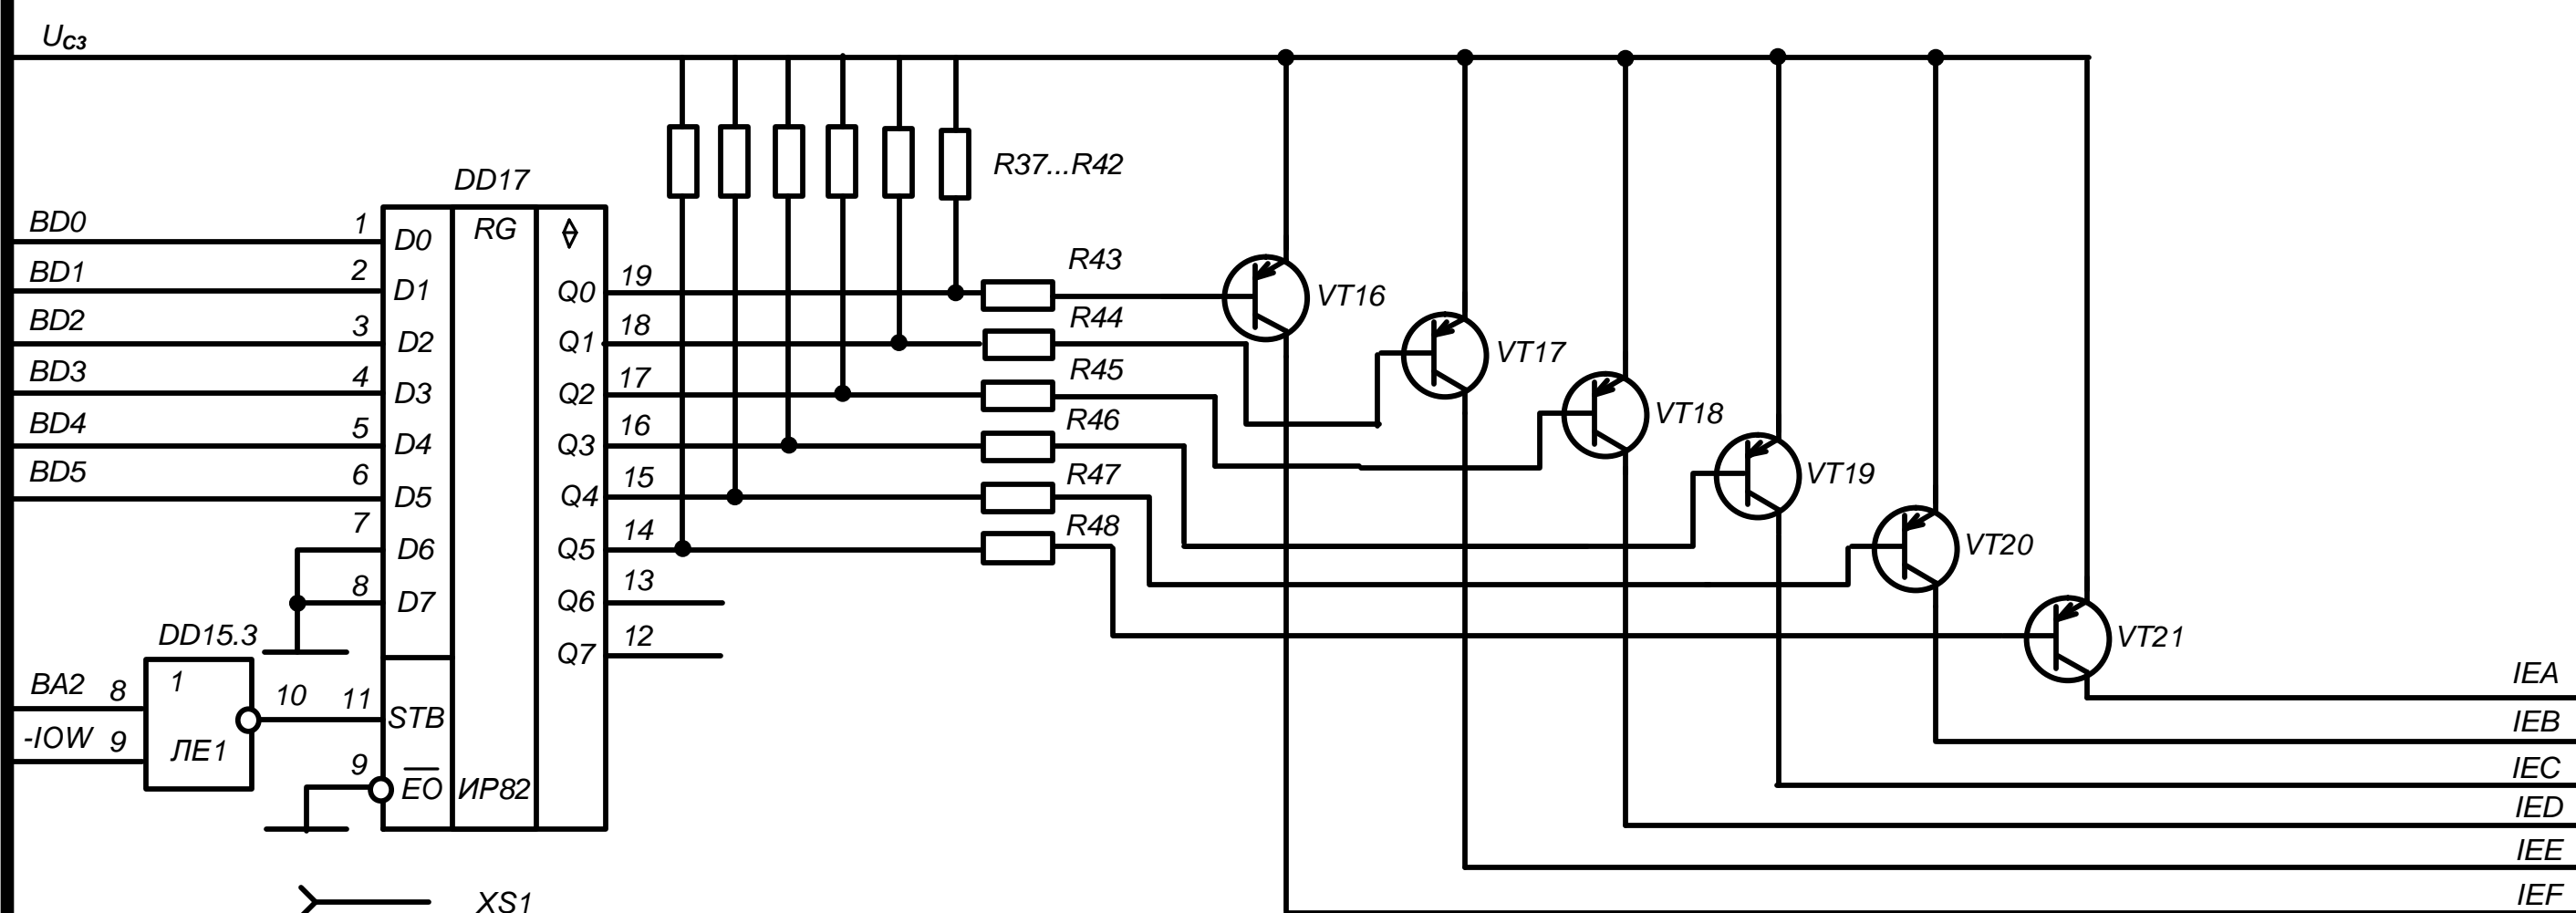 UС3
R37...R42
DD17
BD0 1 D0 RG
BD1 2 D1 Q0 19 R43 VT16
BD2 3 D2 Q1 18 R44 VT17
BD3 4 D3 Q2 17 R45 VT18
BD4 5 D4 Q3 16 R46 VT19
BD5 6 D5 Q4 15 R47 VT20
7 D6 Q5 14 R48
8 D7 Q6 13
Q7 12 VT21
DD15.3
BA2 8 1 10 11 STB
-IOW 9 ЛЕ1
9 EO ИР82
IEA
IEB
IEC
IED
IEE
IEF
XS1